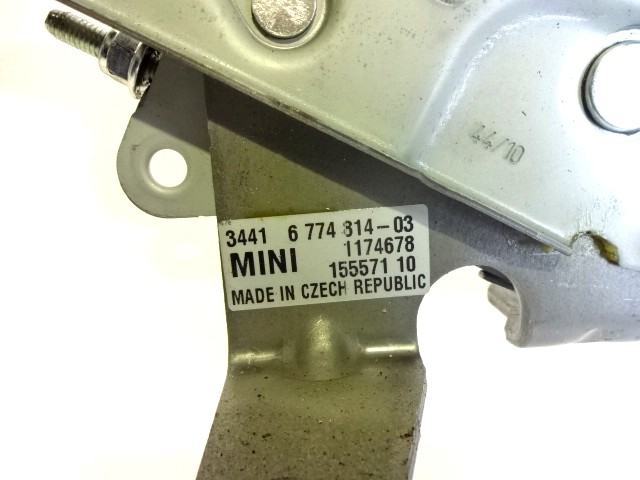 44/10
3441 6 774 814-03
1174678
MINI
155571 10
MADE IN CZECH REPUBLIC